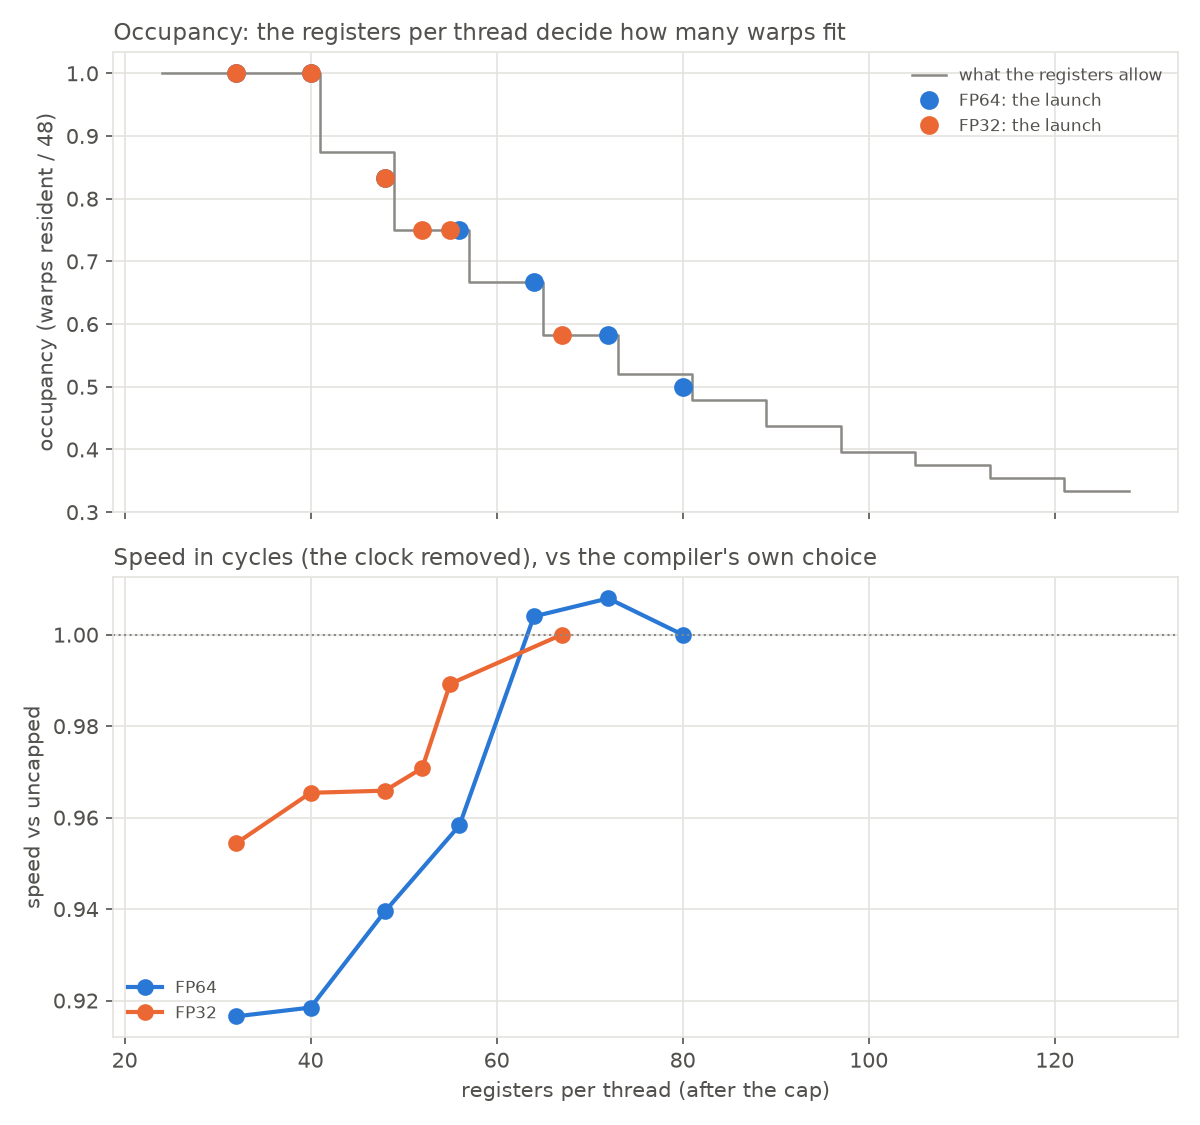 Occupancy: the registers per thread decide how many warps fit
1.0
0.9
0.8
0.7
0.6
0.5
0.4
0.3
occupancy (warps resident / 48)
what the registers allow
FP64: the launch
FP32: the launch
Speed in cycles (the clock removed), vs the compiler's own choice
1.00
0.98
0.96
0.94
0.92
speed vs uncapped
FP64
FP32
20 40 60 80 100 120
registers per thread (after the cap)